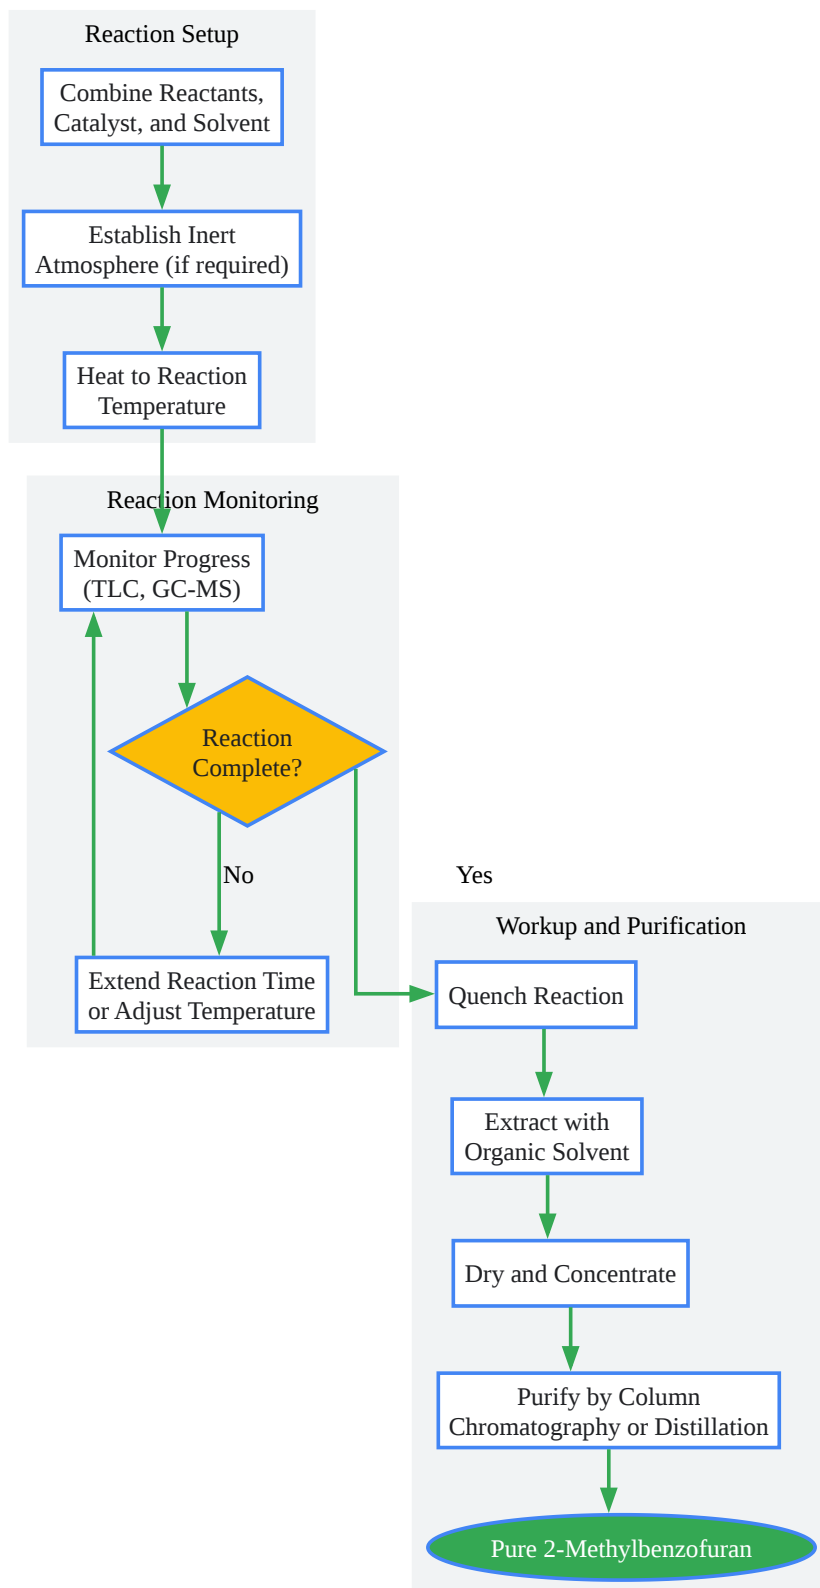 Reaction Setup
Combine Reactants,
Catalyst, and Solvent
Establish Inert
Atmosphere (if required)
Heat to Reaction
Temperature
Reaction Monitoring
Monitor Progress
(TLC, GC-MS)
Reaction
Complete?
No
Yes
Extend Reaction Time
or Adjust Temperature
Workup and Purification
Quench Reaction
Extract with
Organic Solvent
Dry and Concentrate
Purify by Column
Chromatography or Distillation
Pure 2-Methylbenzofuran